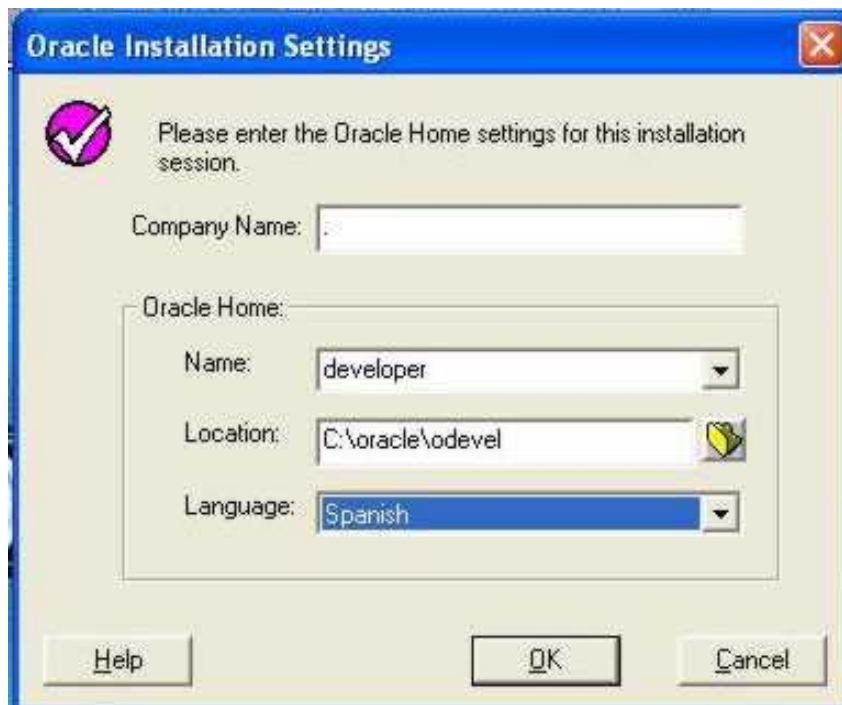 Oracle Installation Settings
Please enter the Oracle Home settings for this installation
session.
Company Name: .
Oracle Home:
Name: developer
Location: C:\oracle\odevel
Language: Spanish
Help OK Cancel